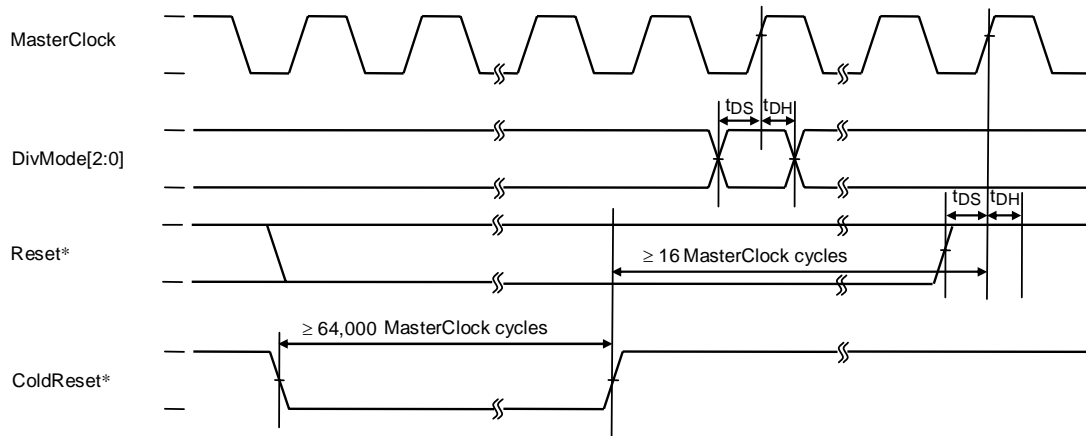 MasterClock
tDS tDH
DivMode[2:0]
tDS tDH
Reset*
≥ 16 MasterClock cycles
≥ 64,000 MasterClock cycles
ColdReset*